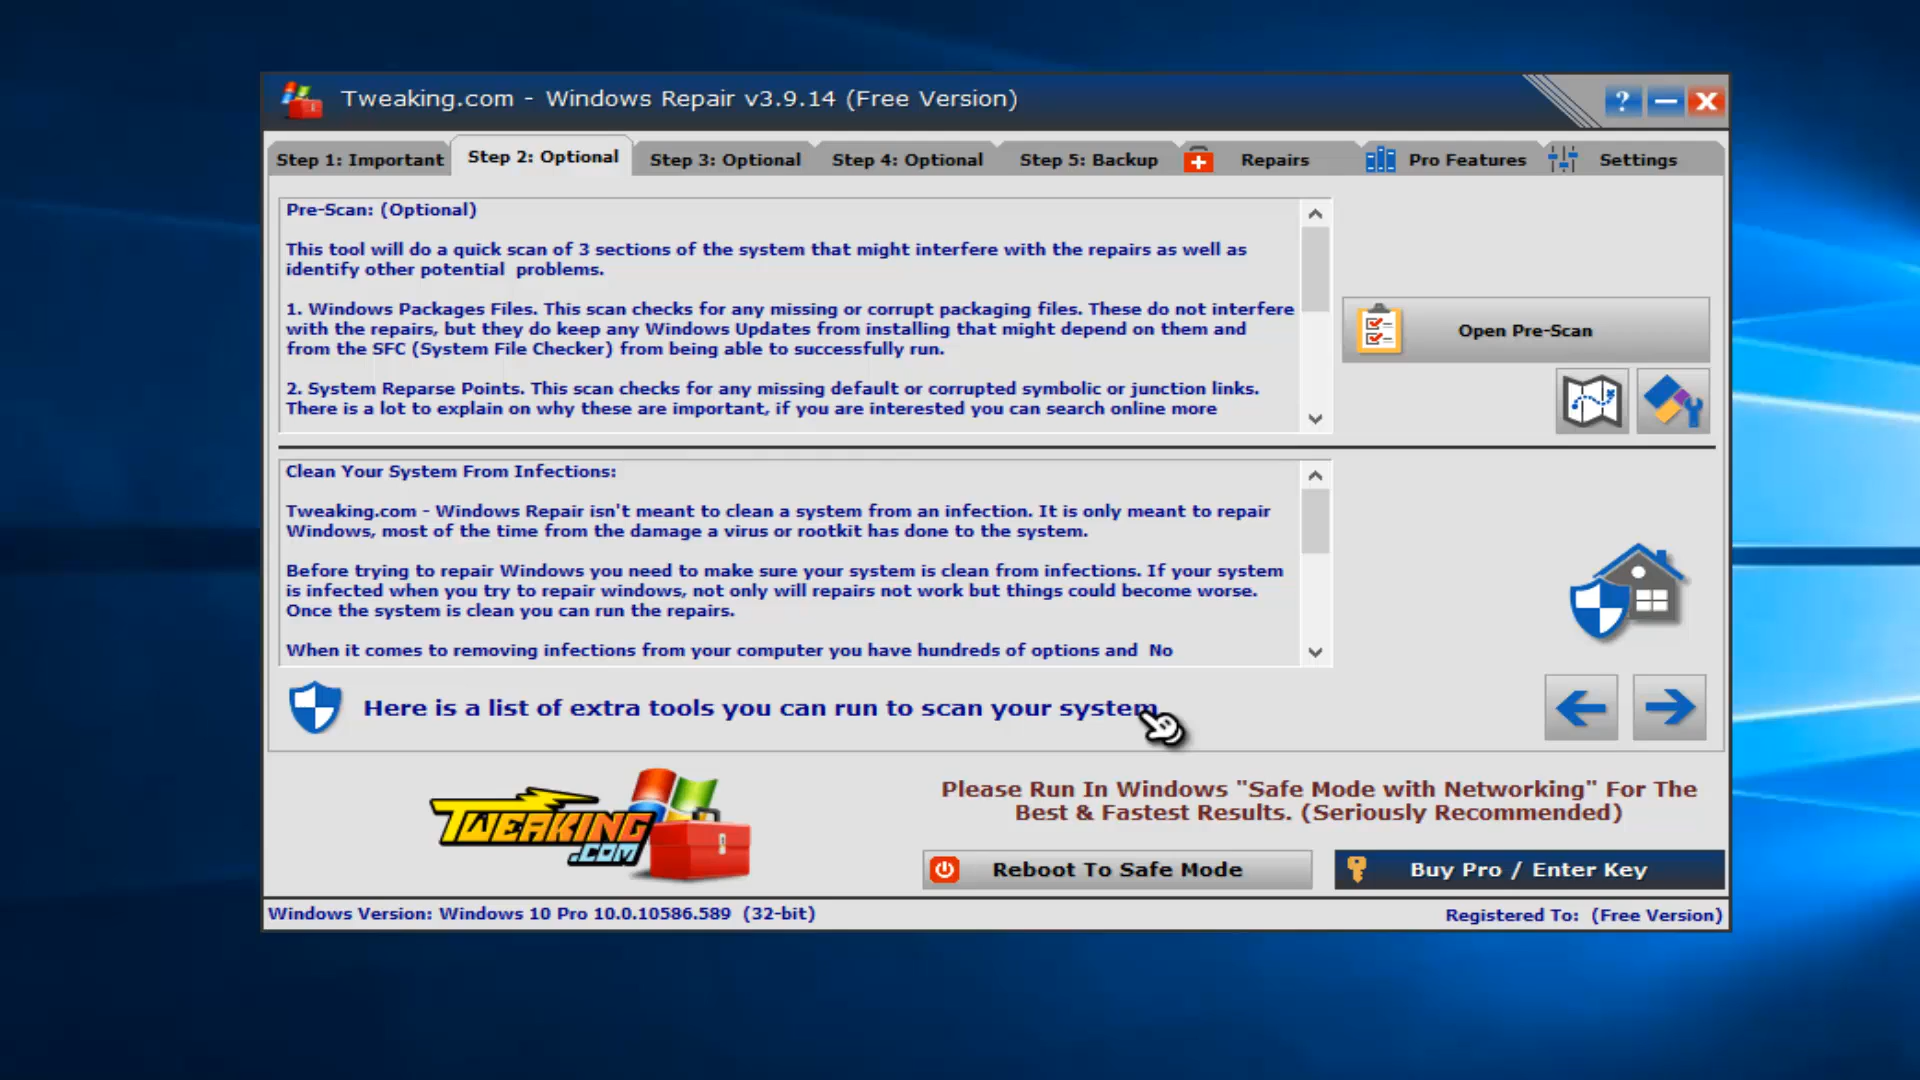 Tweaking.com - Windows Repair v3.9.14 (Free Version)
?
Step 1: Important
Step 2: Optional
Step 3: Optional
Step 4: Optional
Step 5: Backup
Repairs
Pro Features
Settings
Pre-Scan: (Optional)
This tool will do a quick scan of 3 sections of the system that might interfere with the repairs as well as
identify other potential  problems.
1. Windows Packages Files. This scan checks for any missing or corrupt packaging files. These do not interfere
with the repairs, but they do keep any Windows Updates from installing that might depend on them and
from the SFC (System File Checker) from being able to successfully run.
2. System Reparse Points. This scan checks for any missing default or corrupted symbolic or junction links.
There is a lot to explain on why these are important, if you are interested you can search online more
Open Pre-Scan
Clean Your System From Infections:
Tweaking.com - Windows Repair isn't meant to clean a system from an infection. It is only meant to repair
Windows, most of the time from the damage a virus or rootkit has done to the system.
Before trying to repair Windows you need to make sure your system is clean from infections. If your system
is infected when you try to repair windows, not only will repairs not work but things could become worse.
Once the system is clean you can run the repairs.
When it comes to removing infections from your computer you have hundreds of options and  No
Here is a list of extra tools you can run to scan your system
TWEAKING
.COM
Please Run In Windows "Safe Mode with Networking" For The
Best & Fastest Results. (Seriously Recommended)
Reboot To Safe Mode
Buy Pro / Enter Key
Windows Version: Windows 10 Pro 10.0.10586.589  (32-bit)
Registered To:  (Free Version)